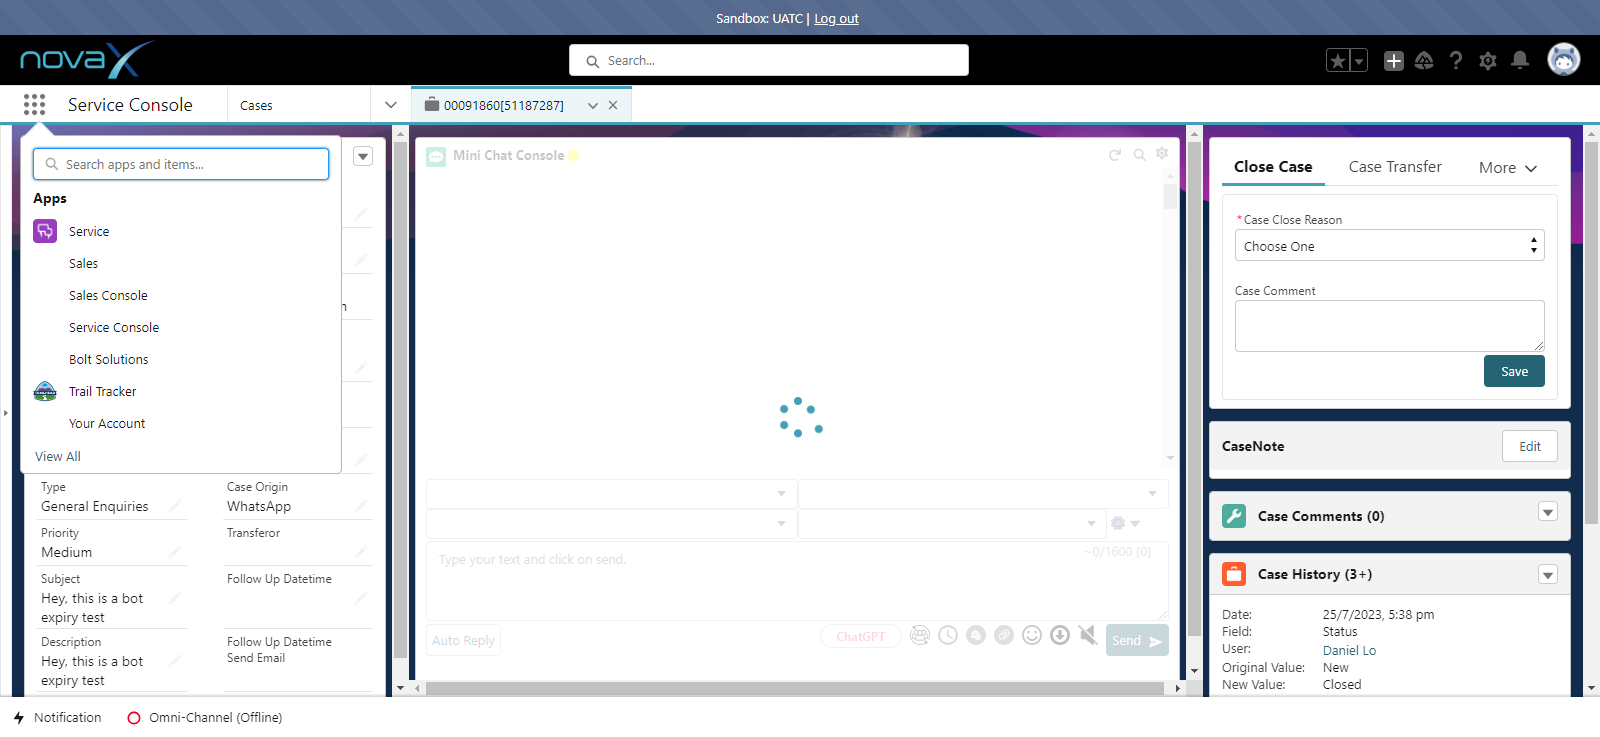 Sandbox: UATC | Log out
novaX
Search...
Service Console
Cases
00091860[51187287]
Search apps and items...
Apps
Service
Sales
Sales Console
Service Console
Bolt Solutions
Trail Tracker
Your Account
View All
Type
General Enquiries
Case Origin
WhatsApp
Priority
Medium
Transferor
Subject
Hey, this is a bot
expiry test
Follow Up Datetime
Description
Hey, this is a bot
expiry test
Follow Up Datetime
Send Email
Mini Chat Console
Type your text and click on send.
~0/1600 [0]
Auto Reply
ChatGPT
Send
Close Case
Case Transfer
More
*Case Close Reason
Choose One
Case Comment
Save
CaseNote
Edit
Case Comments (0)
Case History (3+)
Date: 25/7/2023, 5:38 pm
Field: Status
User: Daniel Lo
Original Value: New
New Value: Closed
Notification
Omni-Channel (Offline)